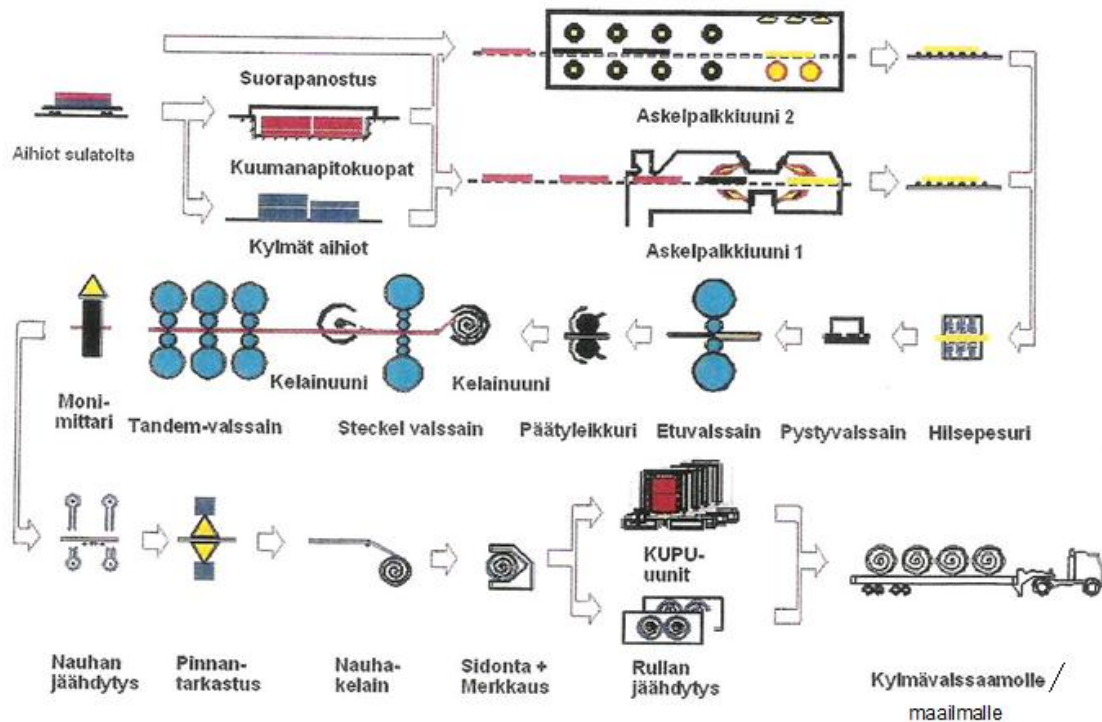 Aihiot sulatolta
Suorapanostus
Kuumanapitokuopat
Kylmät aihiot
Askelpalkkiuuni 2
Askelpalkkiuuni 1
Moni-
mittari
Tandem-valssain
Kelainuuni
Steckel valssain
Kelainuuni
Päätyleikkuri
Etuvalssain
Pystyvalssain
Hilsepesuri
Nauhan
jäähdytys
Pinnan-
tarkastus
Nauha-
kelain
Sidonta +
Merkkaus
KUPU-
uunit
Rullan
jäähdytys
Kylmävalssaamolle /
maailmalle